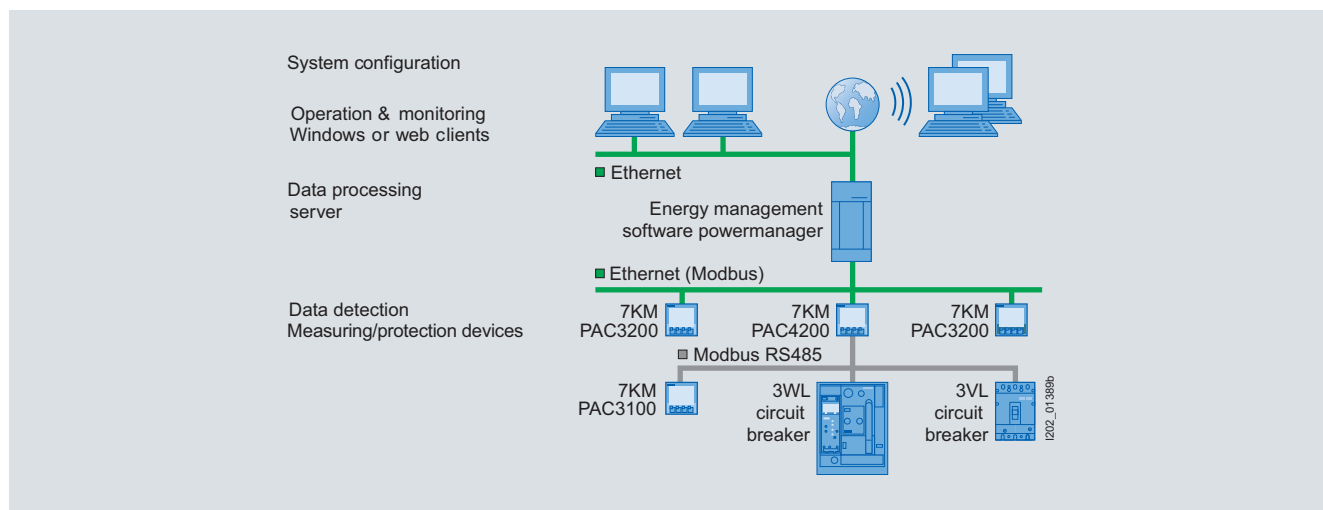 System configuration
Operation & monitoring
Windows or web clients
Ethernet
Data processing
server
Energy management
software powermanager
Ethernet (Modbus)
Data detection
Measuring/protection devices
7KM
PAC3200
7KM
PAC4200
7KM
PAC3200
Modbus RS485
7KM
PAC3100
3WL
circuit
breaker
3VL
circuit
breaker
I202_01389b